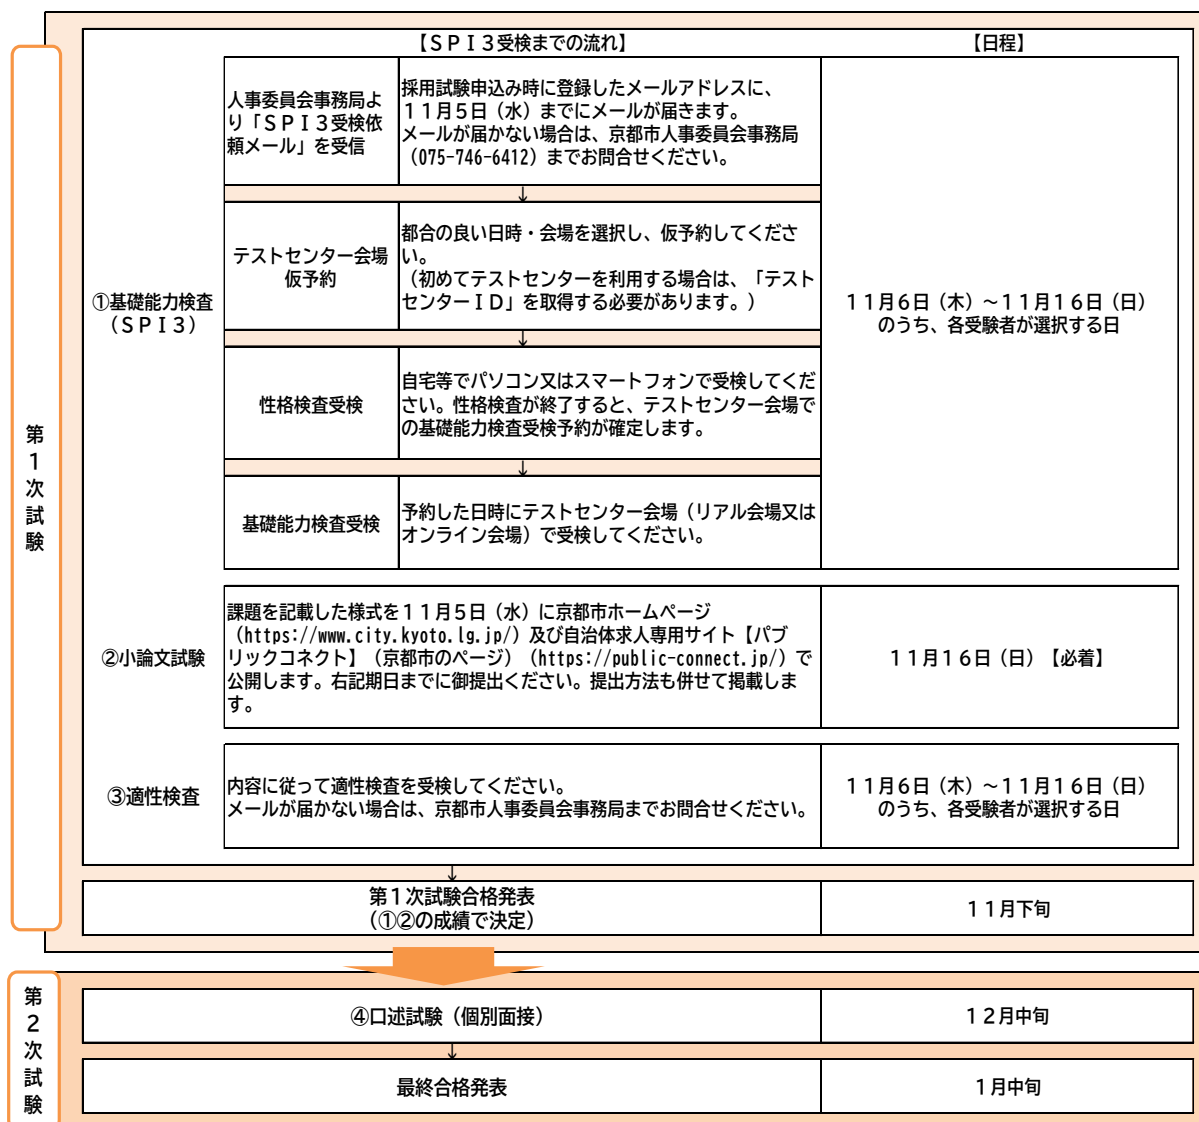 第１次試験
【ＳＰＩ３受検までの流れ】
【日程】
①基礎能力検査
（ＳＰＩ３）
人事委員会事務局よ
り「ＳＰＩ３受検依
頼メール」を受信
採用試験申込み時に登録したメールアドレスに、
１１月５日（水）までにメールが届きます。
メールが届かない場合は、京都市人事委員会事務局
（075-746-6412）までお問合せください。
↓
テストセンター会場
仮予約
都合の良い日時・会場を選択し、仮予約してくださ
い。
（初めてテストセンターを利用する場合は、「テスト
センターＩＤ」を取得する必要があります。）
↓
性格検査受検
自宅等でパソコン又はスマートフォンで受検してくだ
さい。性格検査が終了すると、テストセンター会場で
の基礎能力検査受検予約が確定します。
↓
基礎能力検査受検
予約した日時にテストセンター会場（リアル会場又は
オンライン会場）で受検してください。
１１月６日（木）～１１月１６日（日）
のうち、各受験者が選択する日
②小論文試験
課題を記載した様式を１１月５日（水）に京都市ホームページ
（https://www.city.kyoto.lg.jp/）及び自治体求人専用サイト【パブ
リックコネクト】（京都市のページ）（https://public-connect.jp/）で
公開します。右記期日までに御提出ください。提出方法も併せて掲載しま
す。
１１月１６日（日）【必着】
③適性検査
内容に従って適性検査を受検してください。
メールが届かない場合は、京都市人事委員会事務局までお問合せください。
１１月６日（木）～１１月１６日（日）
のうち、各受験者が選択する日
↓
第１次試験合格発表
（①②の成績で決定）
１１月下旬
第２次試験
④口述試験（個別面接）
１２月中旬
↓
最終合格発表
１月中旬